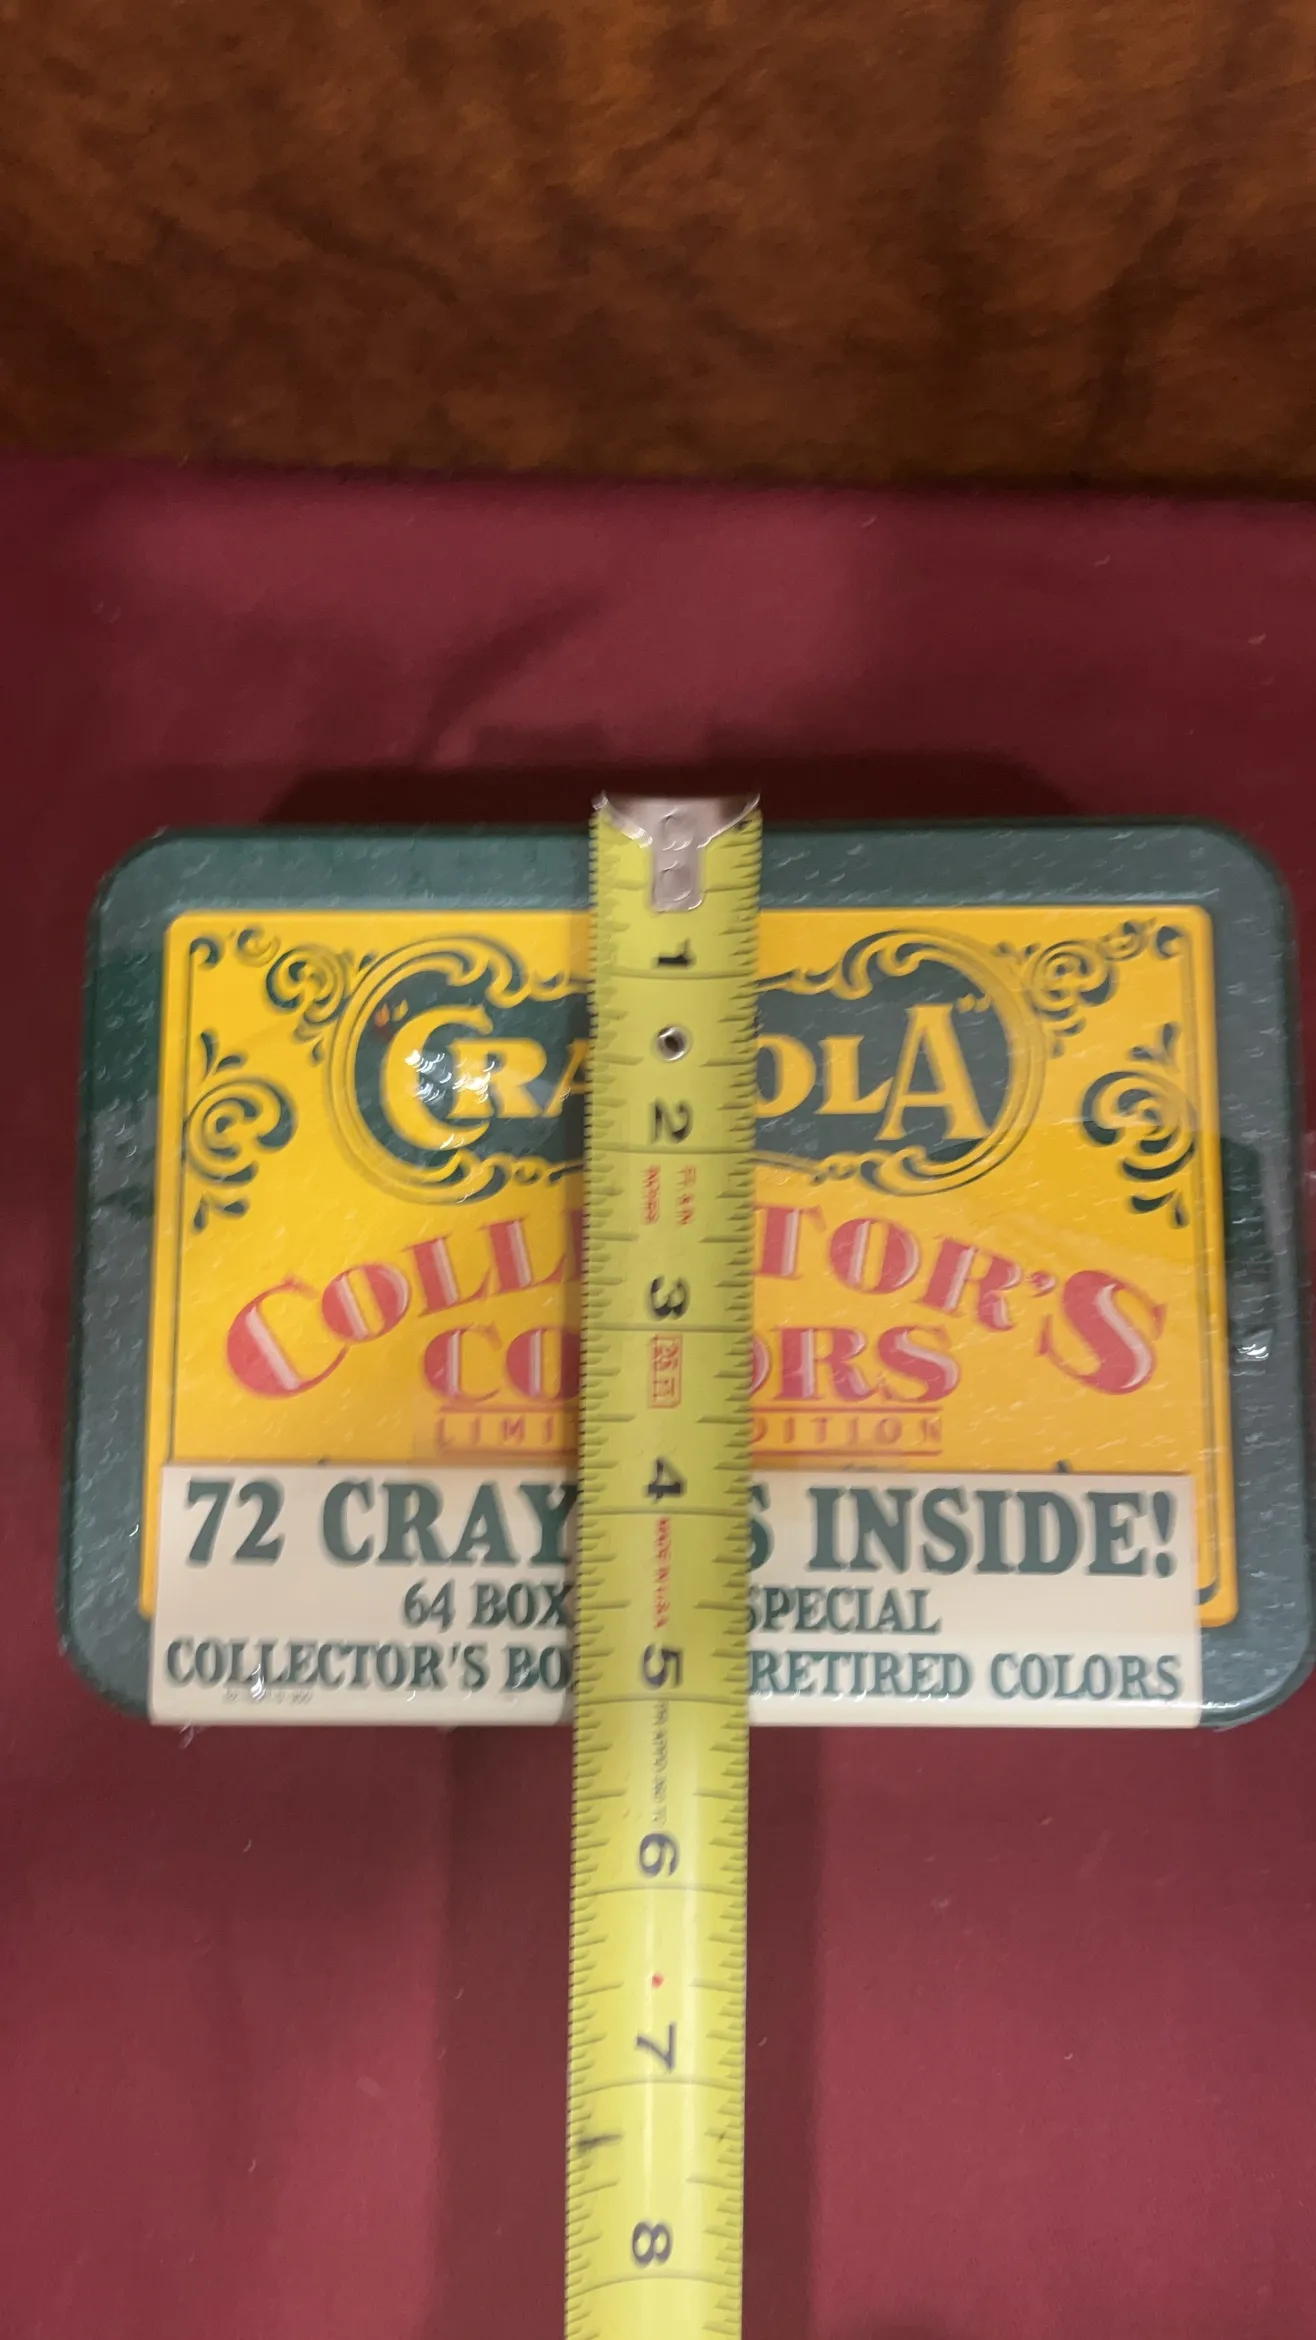 "CRA OLA"
COLL TOR'S
CO ORS
LIMI DITION
72 CRAY S INSIDE!
64 BOX SPECIAL
COLLECTOR'S BO RETIRED COLORS
1
2
3
4
5
6
7
8